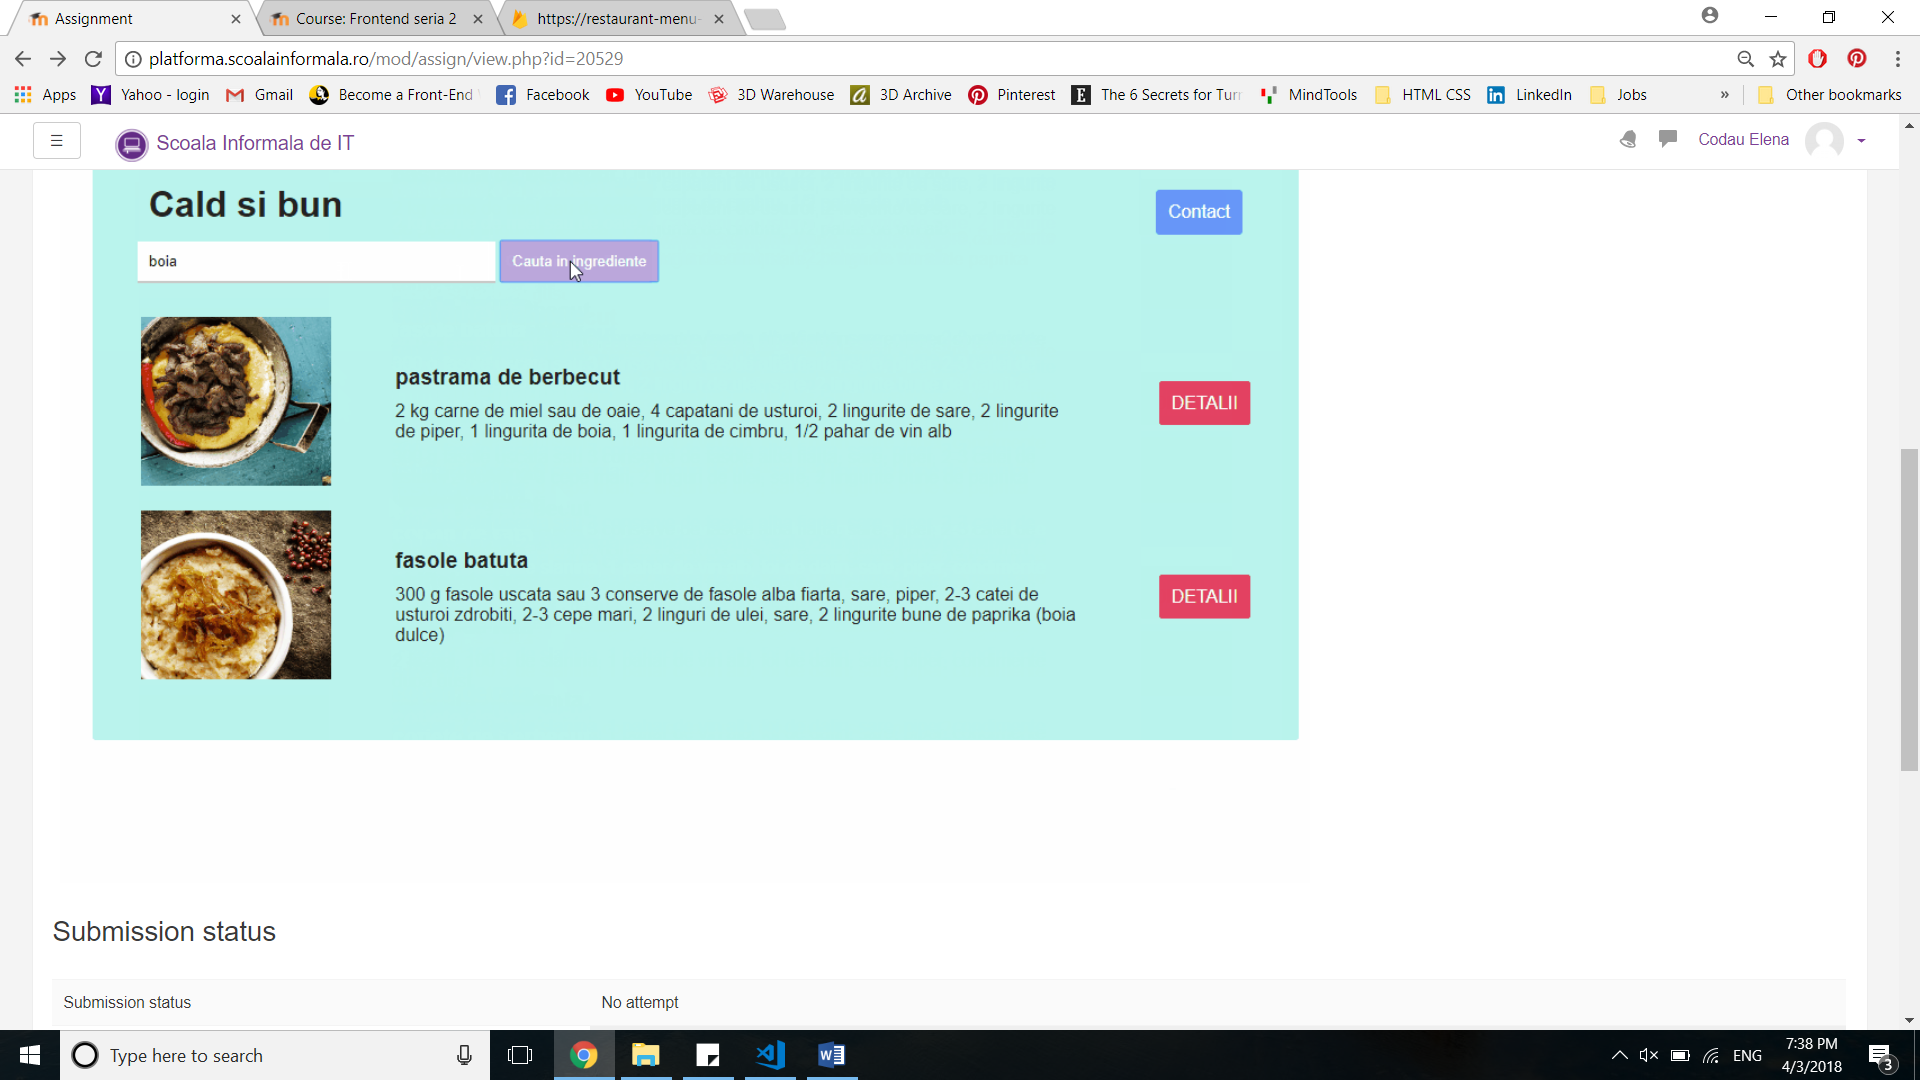 Assignment
Course: Frontend seria 2
https://restaurant-menu-
platforma.scoalainformala.ro/mod/assign/view.php?id=20529
Apps
Yahoo - login
Gmail
Become a Front-End
Facebook
YouTube
3D Warehouse
3D Archive
Pinterest
The 6 Secrets for Turn
MindTools
HTML CSS
LinkedIn
Jobs
»
Other bookmarks
Scoala Informala de IT
Codau Elena
Cald si bun
Contact
boia
Cauta in ingrediente
pastrama de berbecut
2 kg carne de miel sau de oaie, 4 capatani de usturoi, 2 lingurite de sare, 2 lingurite
de piper, 1 lingurita de boia, 1 lingurita de cimbru, 1/2 pahar de vin alb
DETALII
fasole batuta
300 g fasole uscata sau 3 conserve de fasole alba fiarta, sare, piper, 2-3 catei de
usturoi zdrobiti, 2-3 cepe mari, 2 linguri de ulei, sare, 2 lingurite bune de paprika (boia
dulce)
DETALII
Submission status
Submission status
No attempt
Type here to search
ENG
7:38 PM
4/3/2018
3